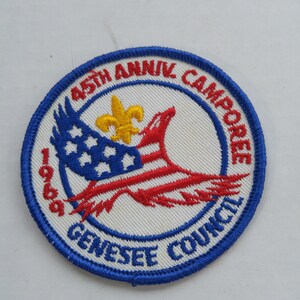 45TH ANNIV. CAMPOREE
1969
GENESEE COUNCIL